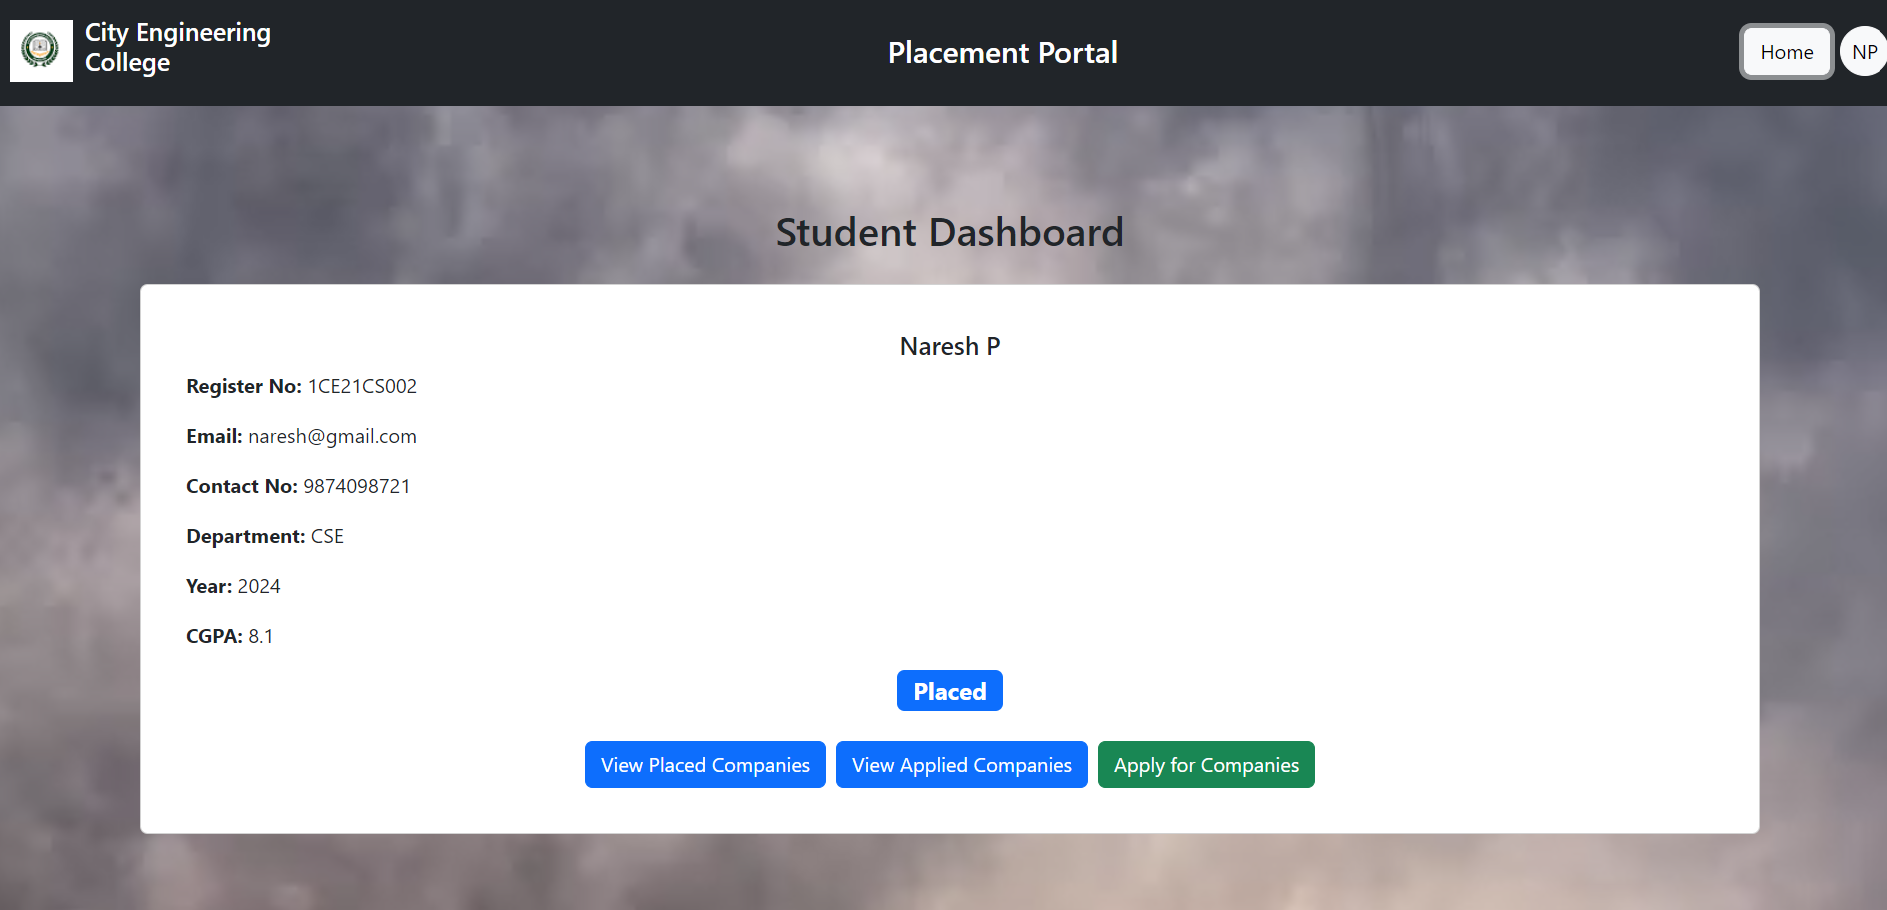 City Engineering
College
Placement Portal
Home
NP
Student Dashboard
Naresh P
Register No: 1CE21CS002
Email: naresh@gmail.com
Contact No: 9874098721
Department: CSE
Year: 2024
CGPA: 8.1
Placed
View Placed Companies
View Applied Companies
Apply for Companies